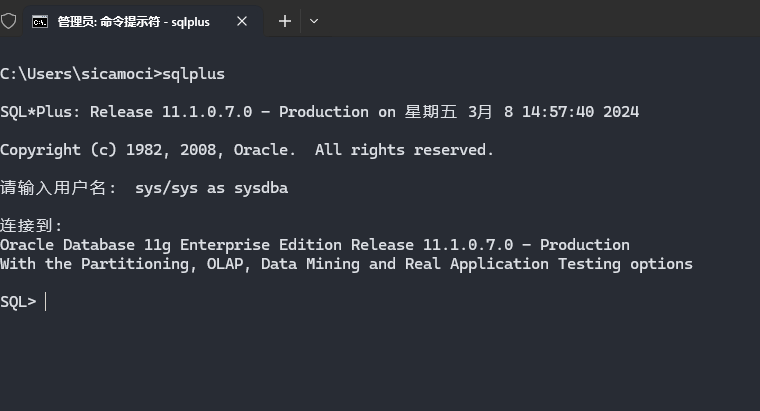 管理员: 命令提示符 - sqlplus
C:\Users\sicamoci>sqlplus
SQL*Plus: Release 11.1.0.7.0 - Production on 星期五 3月 8 14:57:40 2024
Copyright (c) 1982, 2008, Oracle.  All rights reserved.
请输入用户名:  sys/sys as sysdba
连接到:
Oracle Database 11g Enterprise Edition Release 11.1.0.7.0 - Production
With the Partitioning, OLAP, Data Mining and Real Application Testing options
SQL>